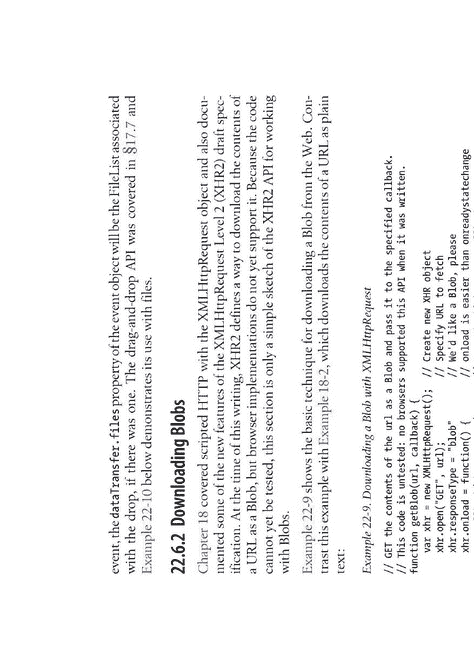 event, the dataTransfer.files property of the event object will be the FileList associated
with the drop, if there was one. The drag-and-drop API was covered in §17.7 and
Example 22-10 below demonstrates its use with files.
22.6.2 Downloading Blobs
Chapter 18 covered scripted HTTP with the XMLHttpRequest object and also docu-
mented some of the new features of the XMLHttpRequest Level 2 (XHR2) draft spec-
ification. At the time of this writing, XHR2 defines a way to download the contents of
a URL as a Blob, but browser implementations do not yet support it. Because the code
cannot yet be tested, this section is only a simple sketch of the XHR2 API for working
with Blobs.
Example 22-9 shows the basic technique for downloading a Blob from the Web. Con-
trast this example with Example 18-2, which downloads the contents of a URL as plain
text:
Example 22-9. Downloading a Blob with XMLHttpRequest
// GET the contents of the url as a Blob and pass it to the specified callback.
// This code is untested: no browsers supported this API when it was written.
function getBlob(url, callback) {
var xhr = new XMLHttpRequest(); // Create new XHR object
xhr.open("GET", url); // Specify URL to fetch
xhr.responseType = "blob" // We'd like a Blob, please
xhr.onload = function() { // onload is easier than onreadystatechange